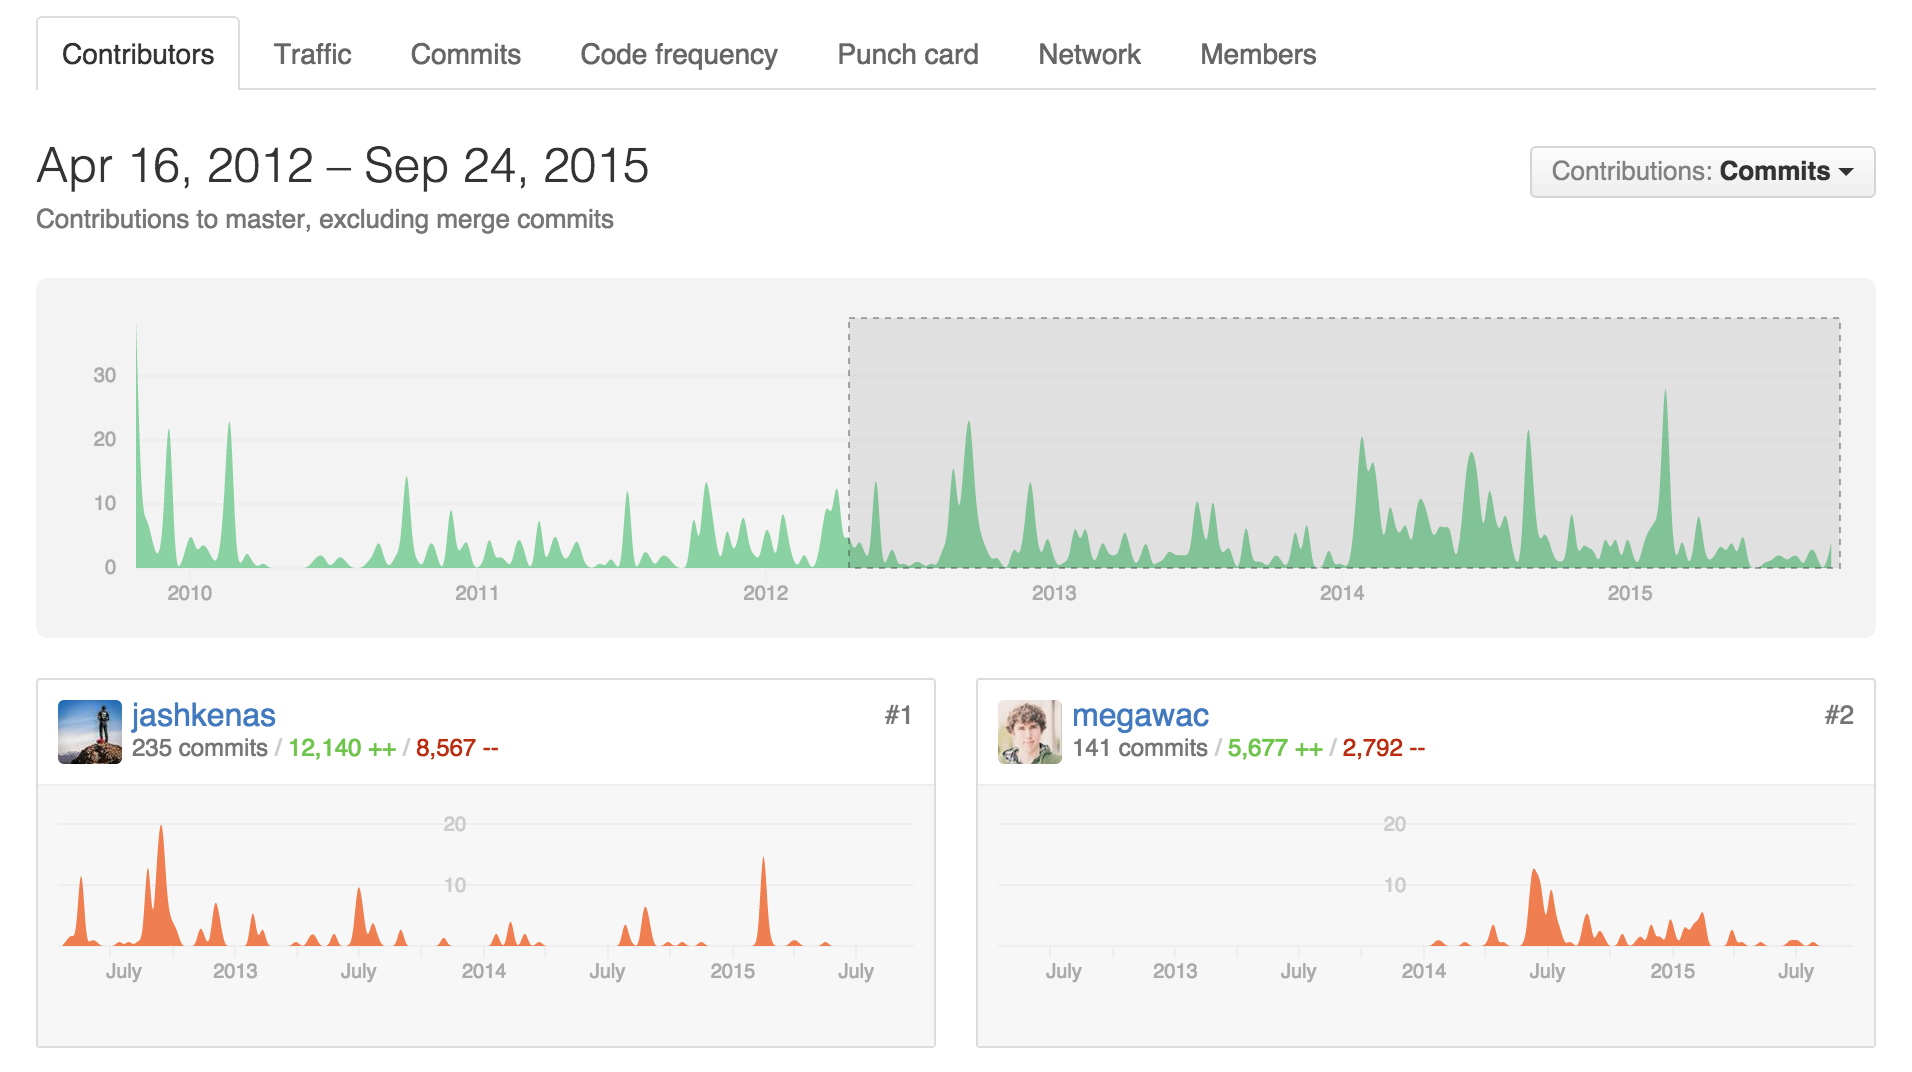 Contributors Traffic Commits Code frequency Punch card Network Members
Apr 16, 2012 – Sep 24, 2015
Contributions: Commits
Contributions to master, excluding merge commits
30
20
10
0
2010 2011 2012 2013 2014 2015
jashkenas #1
235 commits / 12,140 ++ / 8,567 --
20
10
July 2013 July 2014 July 2015 July
megawac #2
141 commits / 5,677 ++ / 2,792 --
20
10
July 2013 July 2014 July 2015 July